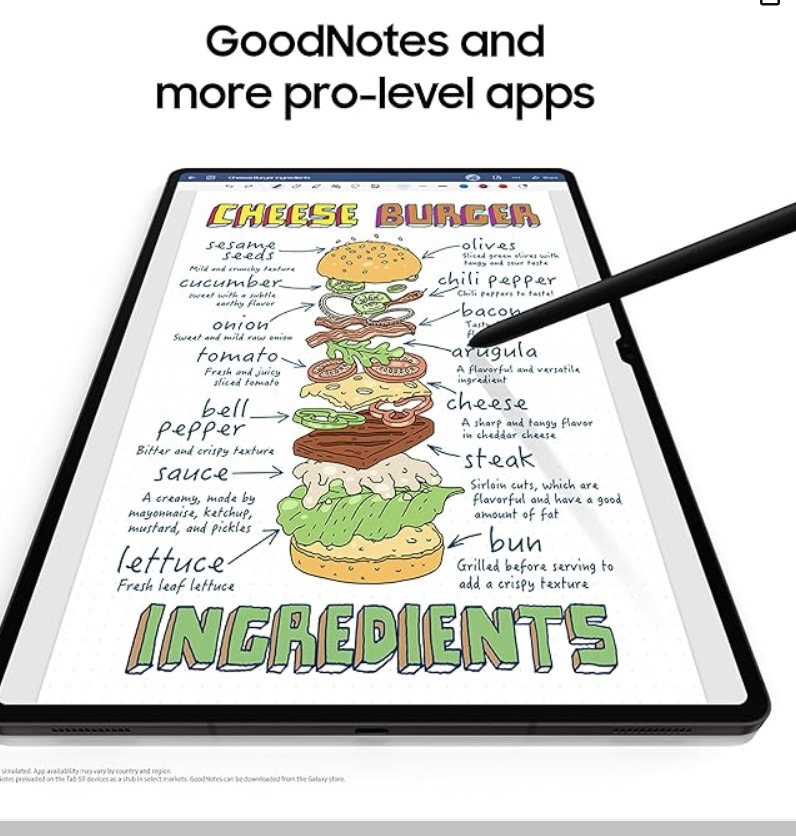 GoodNotes and
more pro-level apps
Cheese Burger Ingredients
Share
CHEESE BURGER
sesame
seeds
Mild and crunchy texture
cucumber
sweet with a subtle
earthy flavor
onion
Sweet and mild raw onion
tomato
Fresh and juicy
sliced tomato
bell
pepper
Bitter and crispy texture
sauce
A creamy, made by
mayonnaise, ketchup,
mustard, and pickles
lettuce
Fresh leaf lettuce
olives
Sliced green olives with
tangy and sour taste
chili pepper
Chili peppers to taste!
bacon
arugula
A flavorful and versatile
ingredient
cheese
A sharp and tangy flavor
in cheddar cheese
steak
Sirloin cuts, which are
flavorful and have a good
amount of fat
bun
Grilled before serving to
add a crispy texture
INGREDIENTS
simulated. App availability may vary by country and region.
Notes preloaded on the Tab S9 devices as a stub in select markets. GoodNotes can be downloaded from the Galaxy store.